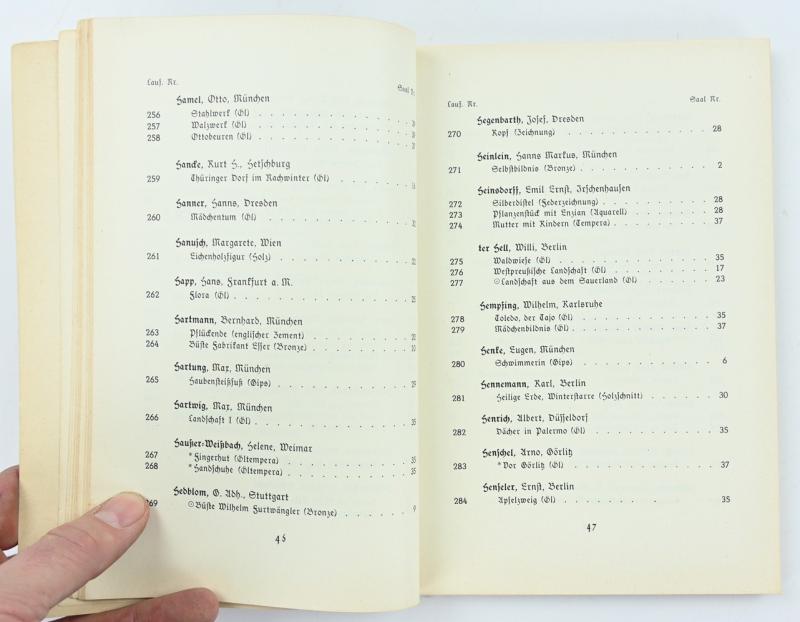 Lauf. Nr.
Saal Nr.
Hamel, Otto, München
256 Stahlwerk (Öl)
257 Walzwerk (Öl)
258 Ottobeuren (Öl)
Hancke, Kurt H., Hetschburg
259 Thüringer Dorf im Nachwinter (Öl)
Hanner, Hanns, Dresden
260 Mädchentum (Öl)
Hanusch, Margarete, Wien
261 Eichenholzfigur (Holz)
Happ, Hans, Frankfurt a. M.
262 Flora (Öl)
Hartmann, Bernhard, München
263 Pflückende (englischer Zement)
264 Büste Fabrikant Esser (Bronze)
Hartung, Max, München
265 Haubensteißfuß (Gips)
Hartwig, Max, München
266 Landschaft I (Öl)
Haußer-Weißbach, Helene, Weimar
267 *Fingerhut (Öltempera) 35
268 *Handschuhe (Öltempera) 35
Hedblom, G. Adh., Stuttgart
269 ⊙Büste Wilhelm Furtwängler (Bronze) 9
46
Lauf. Nr. Saal Nr.
Hegenbarth, Josef, Dresden
270 Kopf (Zeichnung) 28
Heinlein, Hanns Markus, München
271 Selbstbildnis (Bronze) 2
Heinsdorff, Emil Ernst, Irschenhausen
272 Silberdistel (Federzeichnung) 28
273 Pflanzenstück mit Enzian (Aquarell) 28
274 Mutter mit Kindern (Tempera) 37
ter Hell, Willi, Berlin
275 Waldwiese (Öl) 35
276 Westpreußische Landschaft (Öl) 17
277 ⊙Landschaft aus dem Sauerland (Öl) 23
Hempfing, Wilhelm, Karlsruhe
278 Toledo, der Tajo (Öl) 35
279 Mädchenbildnis (Öl) 37
Henke, Eugen, München
280 Schwimmerin (Gips) 6
Hennemann, Karl, Berlin
281 Heilige Erde, Winterstarre (Holzschnitt) 30
Henrich, Albert, Düsseldorf
282 Dächer in Palermo (Öl) 35
Henschel, Arno, Görlitz
283 *Vor Görlitz (Öl) 37
Henseler, Ernst, Berlin
284 Apfelzweig (Öl) 35
47